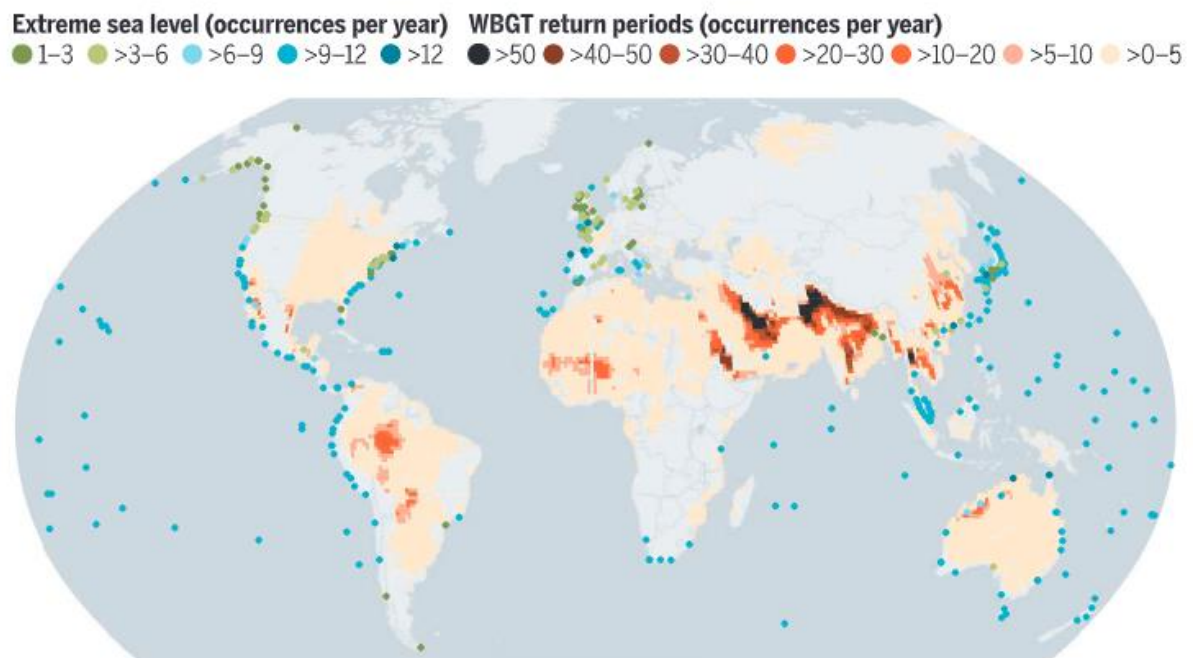 Extreme sea level (occurrences per year) WBGT return periods (occurrences per year)
1–3 >3–6 >6–9 >9–12 >12 >50 >40–50 >30–40 >20–30 >10–20 >5–10 >0–5